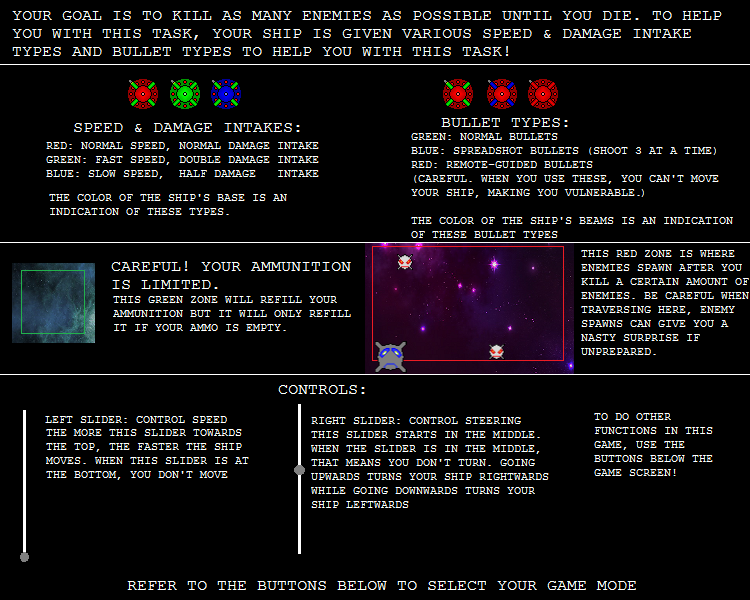 YOUR GOAL IS TO KILL AS MANY ENEMIES AS POSSIBLE UNTIL YOU DIE. TO HELP
YOU WITH THIS TASK, YOUR SHIP IS GIVEN VARIOUS SPEED & DAMAGE INTAKE
TYPES AND BULLET TYPES TO HELP YOU WITH THIS TASK!
SPEED & DAMAGE INTAKES:
RED: NORMAL SPEED, NORMAL DAMAGE INTAKE
GREEN: FAST SPEED, DOUBLE DAMAGE INTAKE
BLUE: SLOW SPEED, HALF DAMAGE INTAKE
THE COLOR OF THE SHIP'S BASE IS AN
INDICATION OF THESE TYPES.
BULLET TYPES:
GREEN: NORMAL BULLETS
BLUE: SPREADSHOT BULLETS (SHOOT 3 AT A TIME)
RED: REMOTE-GUIDED BULLETS
(CAREFUL. WHEN YOU USE THESE, YOU CAN'T MOVE
YOUR SHIP, MAKING YOU VULNERABLE.)
THE COLOR OF THE SHIP'S BEAMS IS AN INDICATION
OF THESE BULLET TYPES
CAREFUL! YOUR AMMUNITION
IS LIMITED.
THIS GREEN ZONE WILL REFILL YOUR
AMMUNITION BUT IT WILL ONLY REFILL
IT IF YOUR AMMO IS EMPTY.
THIS RED ZONE IS WHERE
ENEMIES SPAWN AFTER YOU
KILL A CERTAIN AMOUNT OF
ENEMIES. BE CAREFUL WHEN
TRAVERSING HERE, ENEMY
SPAWNS CAN GIVE YOU A
NASTY SURPRISE IF
UNPREPARED.
CONTROLS:
LEFT SLIDER: CONTROL SPEED
THE MORE THIS SLIDER TOWARDS
THE TOP, THE FASTER THE SHIP
MOVES. WHEN THIS SLIDER IS AT
THE BOTTOM, YOU DON'T MOVE
RIGHT SLIDER: CONTROL STEERING
THIS SLIDER STARTS IN THE MIDDLE.
WHEN THE SLIDER IS IN THE MIDDLE,
THAT MEANS YOU DON'T TURN. GOING
UPWARDS TURNS YOUR SHIP RIGHTWARDS
WHILE GOING DOWNWARDS TURNS YOUR
SHIP LEFTWARDS
TO DO OTHER
FUNCTIONS IN THIS
GAME, USE THE
BUTTONS BELOW THE
GAME SCREEN!
REFER TO THE BUTTONS BELOW TO SELECT YOUR GAME MODE